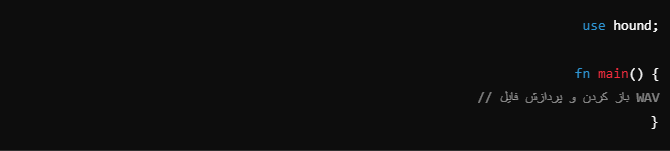 use hound;
fn main() {
// باز کردن و پردازش فایل WAV
}